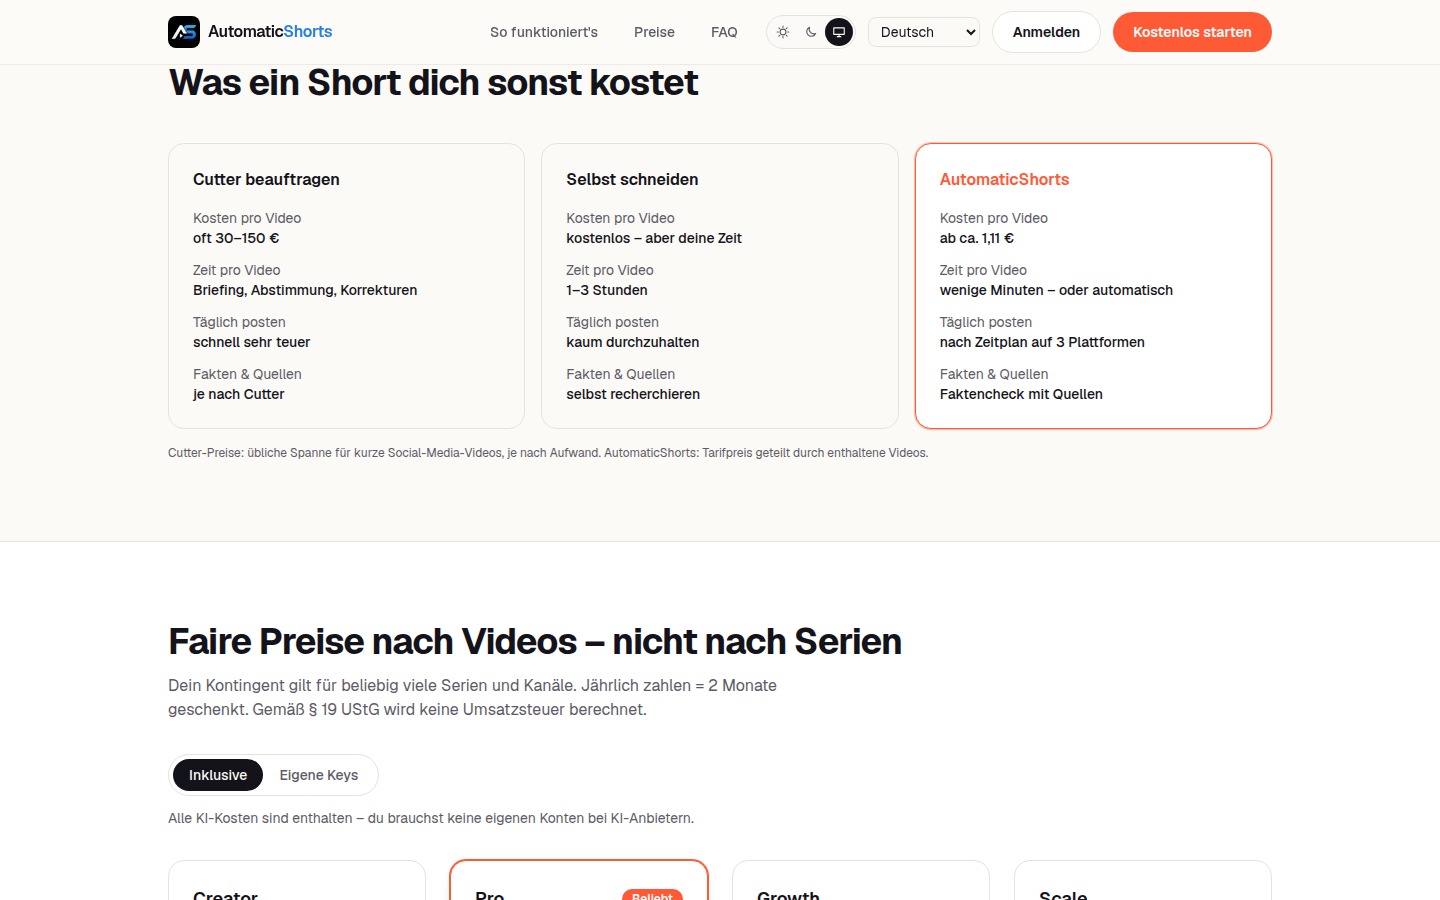 AutomaticShorts
So funktioniert's
Preise
FAQ
Deutsch
Anmelden
Kostenlos starten
Was ein Short dich sonst kostet
Cutter beauftragen
Kosten pro Video
oft 30–150 €
Zeit pro Video
Briefing, Abstimmung, Korrekturen
Täglich posten
schnell sehr teuer
Fakten & Quellen
je nach Cutter
Selbst schneiden
Kosten pro Video
kostenlos – aber deine Zeit
Zeit pro Video
1–3 Stunden
Täglich posten
kaum durchzuhalten
Fakten & Quellen
selbst recherchieren
AutomaticShorts
Kosten pro Video
ab ca. 1,11 €
Zeit pro Video
wenige Minuten – oder automatisch
Täglich posten
nach Zeitplan auf 3 Plattformen
Fakten & Quellen
Faktencheck mit Quellen
Cutter-Preise: übliche Spanne für kurze Social-Media-Videos, je nach Aufwand. AutomaticShorts: Tarifpreis geteilt durch enthaltene Videos.
Faire Preise nach Videos – nicht nach Serien
Dein Kontingent gilt für beliebig viele Serien und Kanäle. Jährlich zahlen = 2 Monate
geschenkt. Gemäß § 19 UStG wird keine Umsatzsteuer berechnet.
Inklusive
Eigene Keys
Alle KI-Kosten sind enthalten – du brauchst keine eigenen Konten bei KI-Anbietern.
Creator
Pro
Beliebt
Growth
Scale